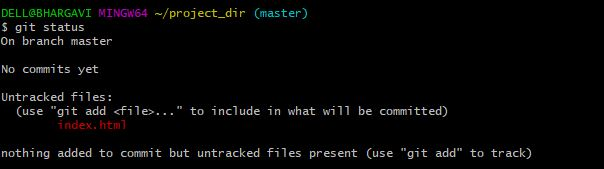 DELL@BHARGAVI MINGW64 ~/project_dir (master)
$ git status
On branch master
No commits yet
Untracked files:
(use "git add <file>..." to include in what will be committed)
index.html
nothing added to commit but untracked files present (use "git add" to track)